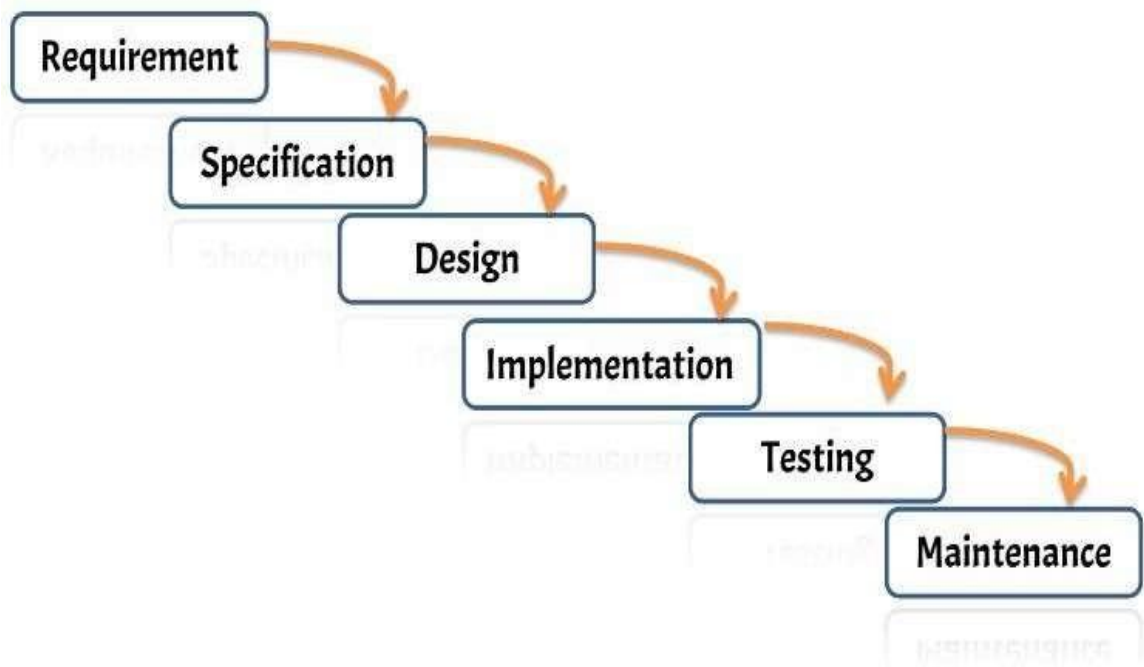 Requirement
Specification
Design
Implementation
Testing
Maintenance